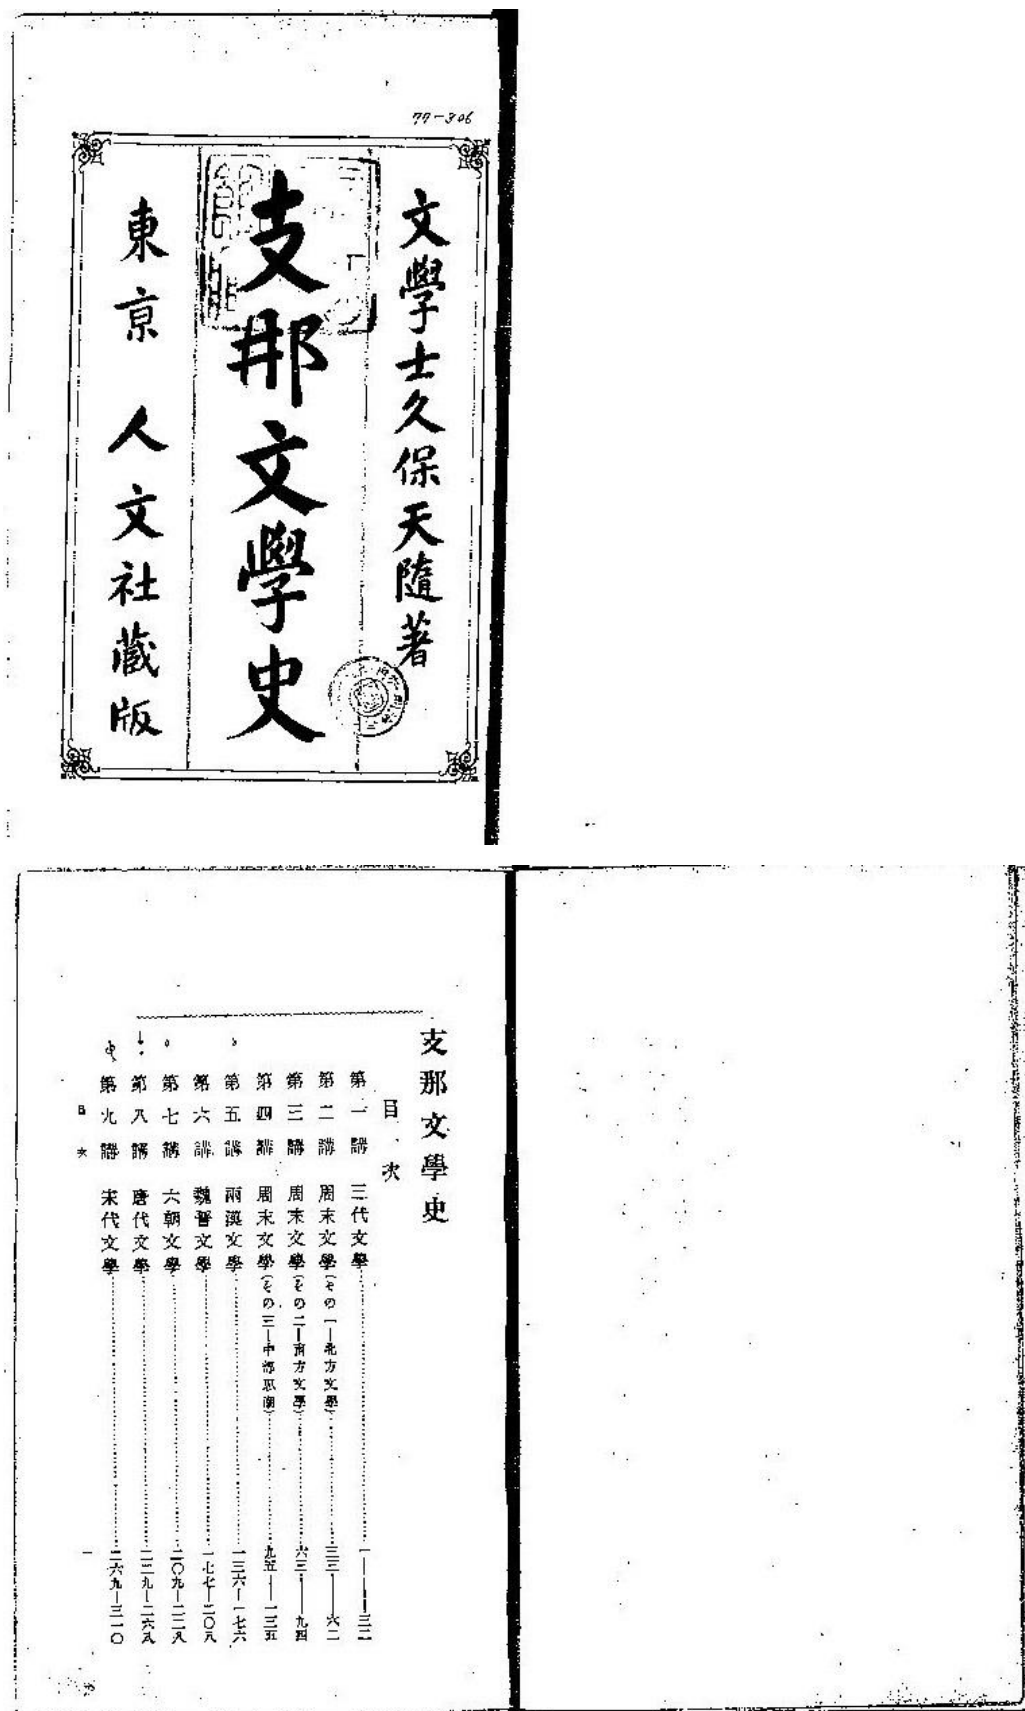 77-306
文學士久保天隨著
支那文學史
東京 人文社藏版
支那文學史
目次
第一講 三代文學 一――三二
第二講 周末文學(その一―北方文學) 三三――六二
第三講 周末文學(その二―南方文學) 六三――九四
第四講 周末文學(その三―中部思潮) 九五――一三五
第五講 兩漢文學 一三六―一七六
第六講 魏晉文學 一七七―二〇八
第七講 六朝文學 二〇九―二二八
第八講 唐代文學 二二九―二六八
第九講 宋代文學 二六九―三一〇
目次
一